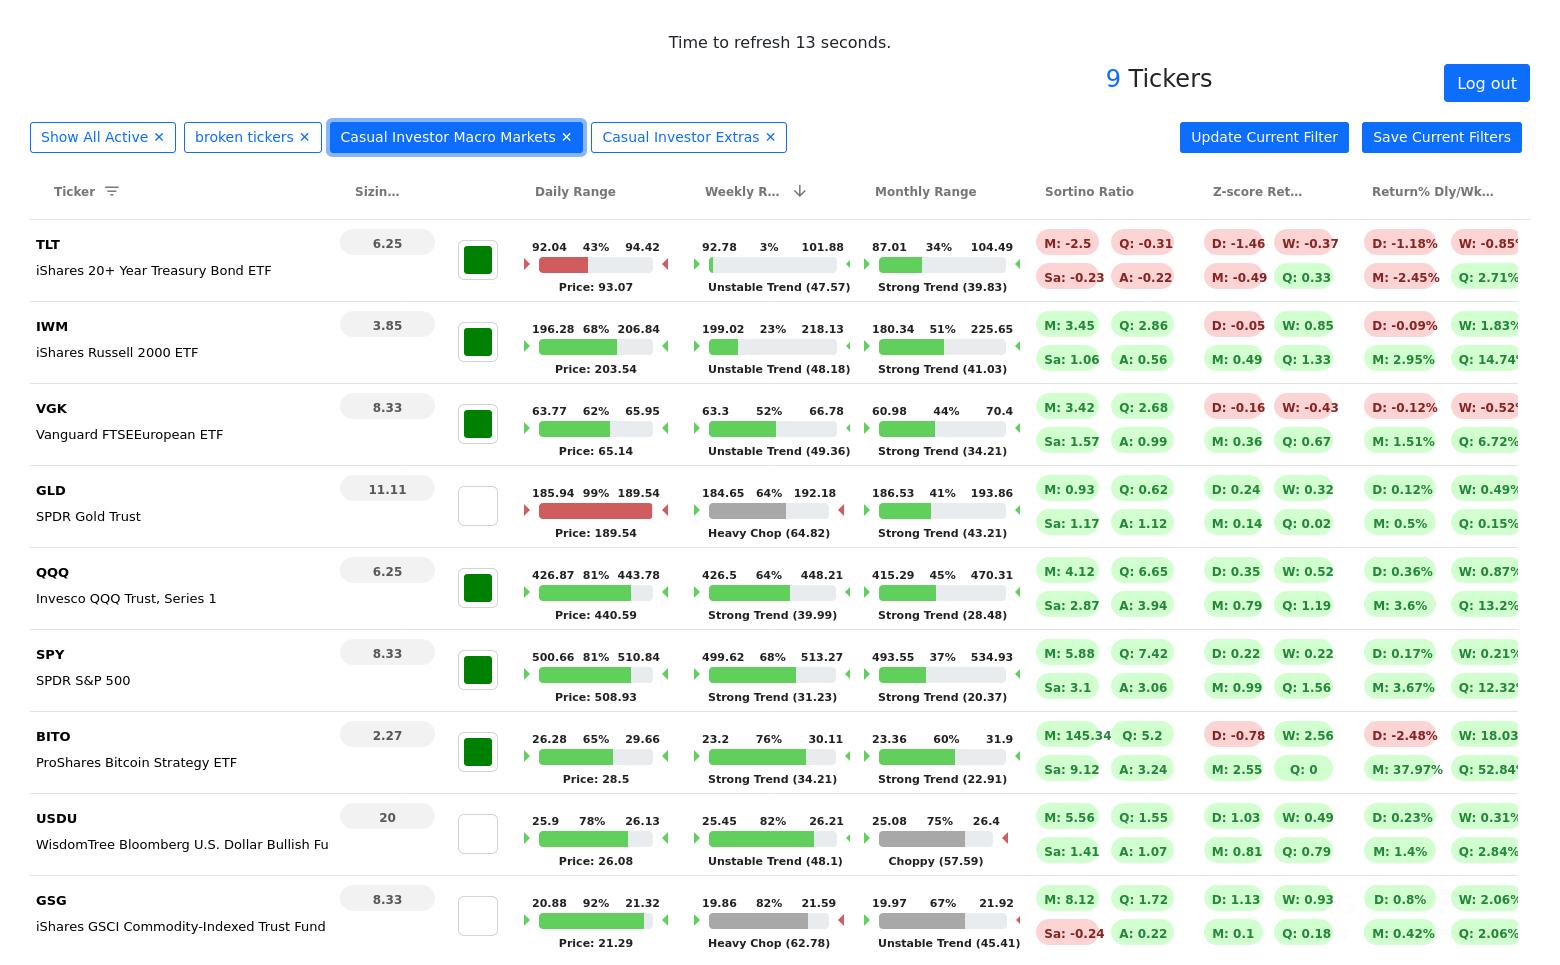 Time to refresh 13 seconds.
9 Tickers
Log out
Show All Active ✕ broken tickers ✕ Casual Investor Macro Markets ✕ Casual Investor Extras ✕ Update Current Filter Save Current Filters
Ticker Sizin... Daily Range Weekly R... Monthly Range Sortino Ratio Z-score Ret... Return% Dly/Wk...
TLT 6.25 92.04 43% 94.42 92.78 3% 101.88 87.01 34% 104.49 M: -2.5 Q: -0.31 D: -1.46 W: -0.37 D: -1.18% W: -0.85%
iShares 20+ Year Treasury Bond ETF Sa: -0.23 A: -0.22 M: -0.49 Q: 0.33 M: -2.45% Q: 2.71%
Price: 93.07 Unstable Trend (47.57) Strong Trend (39.83)
IWM 3.85 196.28 68% 206.84 199.02 23% 218.13 180.34 51% 225.65 M: 3.45 Q: 2.86 D: -0.05 W: 0.85 D: -0.09% W: 1.83%
iShares Russell 2000 ETF Sa: 1.06 A: 0.56 M: 0.49 Q: 1.33 M: 2.95% Q: 14.74%
Price: 203.54 Unstable Trend (48.18) Strong Trend (41.03)
VGK 8.33 63.77 62% 65.95 63.3 52% 66.78 60.98 44% 70.4 M: 3.42 Q: 2.68 D: -0.16 W: -0.43 D: -0.12% W: -0.52%
Vanguard FTSEEuropean ETF Sa: 1.57 A: 0.99 M: 0.36 Q: 0.67 M: 1.51% Q: 6.72%
Price: 65.14 Unstable Trend (49.36) Strong Trend (34.21)
GLD 11.11 185.94 99% 189.54 184.65 64% 192.18 186.53 41% 193.86 M: 0.93 Q: 0.62 D: 0.24 W: 0.32 D: 0.12% W: 0.49%
SPDR Gold Trust Sa: 1.17 A: 1.12 M: 0.14 Q: 0.02 M: 0.5% Q: 0.15%
Price: 189.54 Heavy Chop (64.82) Strong Trend (43.21)
QQQ 6.25 426.87 81% 443.78 426.5 64% 448.21 415.29 45% 470.31 M: 4.12 Q: 6.65 D: 0.35 W: 0.52 D: 0.36% W: 0.87%
Invesco QQQ Trust, Series 1 Sa: 2.87 A: 3.94 M: 0.79 Q: 1.19 M: 3.6% Q: 13.2%
Price: 440.59 Strong Trend (39.99) Strong Trend (28.48)
SPY 8.33 500.66 81% 510.84 499.62 68% 513.27 493.55 37% 534.93 M: 5.88 Q: 7.42 D: 0.22 W: 0.22 D: 0.17% W: 0.21%
SPDR S&P 500 Sa: 3.1 A: 3.06 M: 0.99 Q: 1.56 M: 3.67% Q: 12.32%
Price: 508.93 Strong Trend (31.23) Strong Trend (20.37)
BITO 2.27 26.28 65% 29.66 23.2 76% 30.11 23.36 60% 31.9 M: 145.34 Q: 5.2 D: -0.78 W: 2.56 D: -2.48% W: 18.03
ProShares Bitcoin Strategy ETF Sa: 9.12 A: 3.24 M: 2.55 Q: 0 M: 37.97% Q: 52.84%
Price: 28.5 Strong Trend (34.21) Strong Trend (22.91)
USDU 20 25.9 78% 26.13 25.45 82% 26.21 25.08 75% 26.4 M: 5.56 Q: 1.55 D: 1.03 W: 0.49 D: 0.23% W: 0.31%
WisdomTree Bloomberg U.S. Dollar Bullish Fu Sa: 1.41 A: 1.07 M: 0.81 Q: 0.79 M: 1.4% Q: 2.84%
Price: 26.08 Unstable Trend (48.1) Choppy (57.59)
GSG 8.33 20.88 92% 21.32 19.86 82% 21.59 19.97 67% 21.92 M: 8.12 Q: 1.72 D: 1.13 W: 0.93 D: 0.8% W: 2.06%
iShares GSCI Commodity-Indexed Trust Fund Sa: -0.24 A: 0.22 M: 0.1 Q: 0.18 M: 0.42% Q: 2.06%
Price: 21.29 Heavy Chop (62.78) Unstable Trend (45.41)